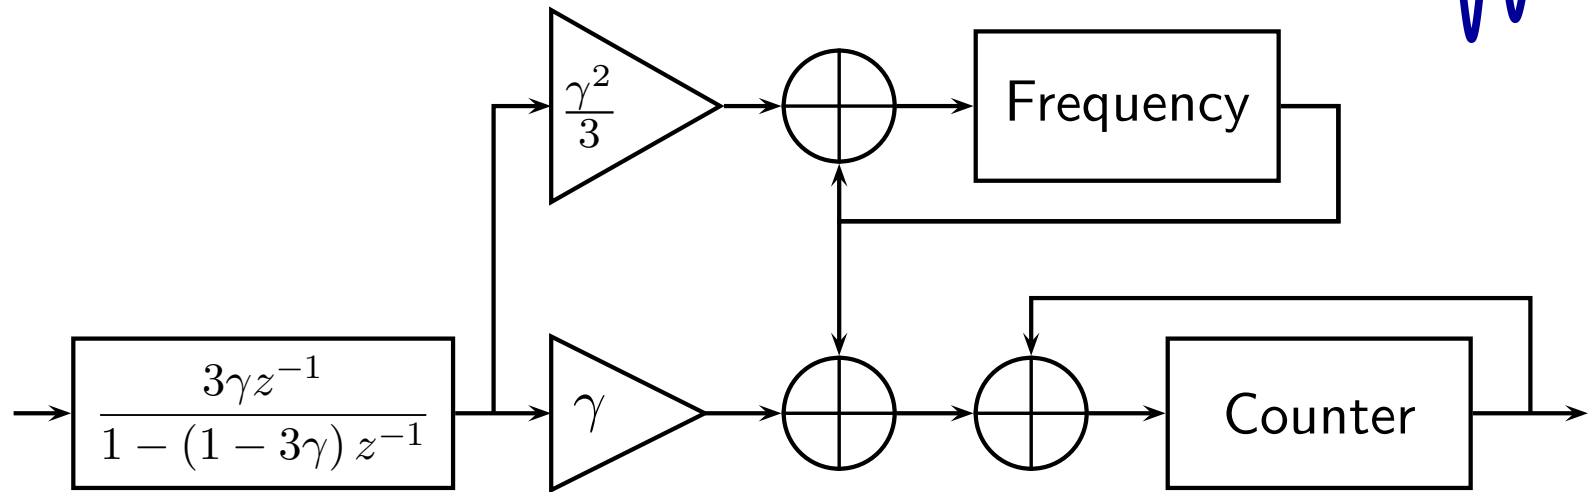 γ²
3
Frequency
3γz⁻¹
1 − (1 − 3γ) z⁻¹
γ
Counter